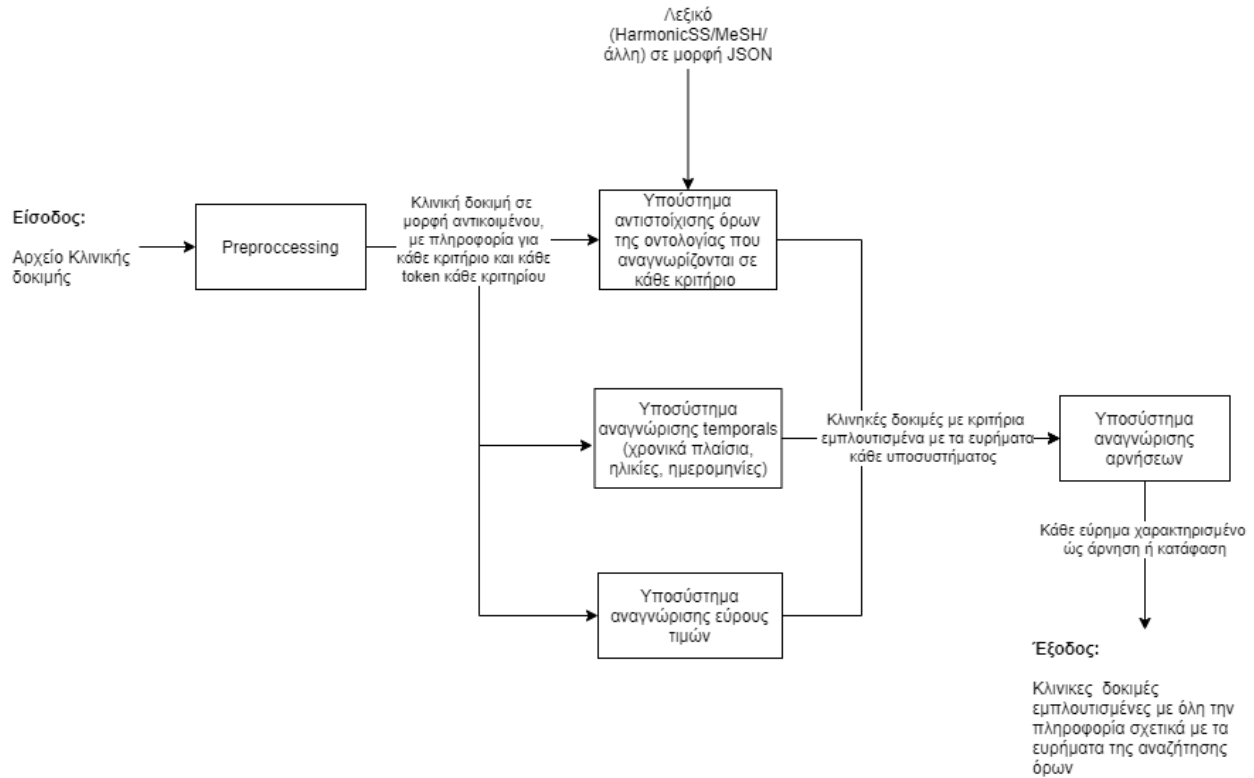 Λεξικό
(HarmonicSS/MeSH/
άλλη) σε μορφή JSON
Είσοδος:
Αρχείο Κλινικής
δοκιμής
Preproccessing
Κλινική δοκιμή σε
μορφή αντικοιμένου,
με πληροφορία για
κάθε κριτήριο και κάθε
token κάθε κριτηρίου
Υπούστημα
αντιστοίχισης όρων
της οντολογίας που
αναγνωρίζονται σε
κάθε κριτήριο
Υποσύστημα
αναγνώρισης temporals
(χρονικά πλαίσια,
ηλικίες, ημερομηνίες)
Υποσύστημα
αναγνώρισης εύρους
τιμών
Κλινηκές δοκιμές με κριτήρια
εμπλουτισμένα με τα ευρήματα
κάθε υποσυστήματος
Υποσύστημα
αναγνώρισης
αρνήσεων
Κάθε εύρημα χαρακτηρισμένο
ώς άρνηση ή κατάφαση
Έξοδος:
Κλινικες δοκιμές
εμπλουτισμένες με όλη την
πληροφορία σχετικά με τα
ευρήματα της αναζήτησης
όρων